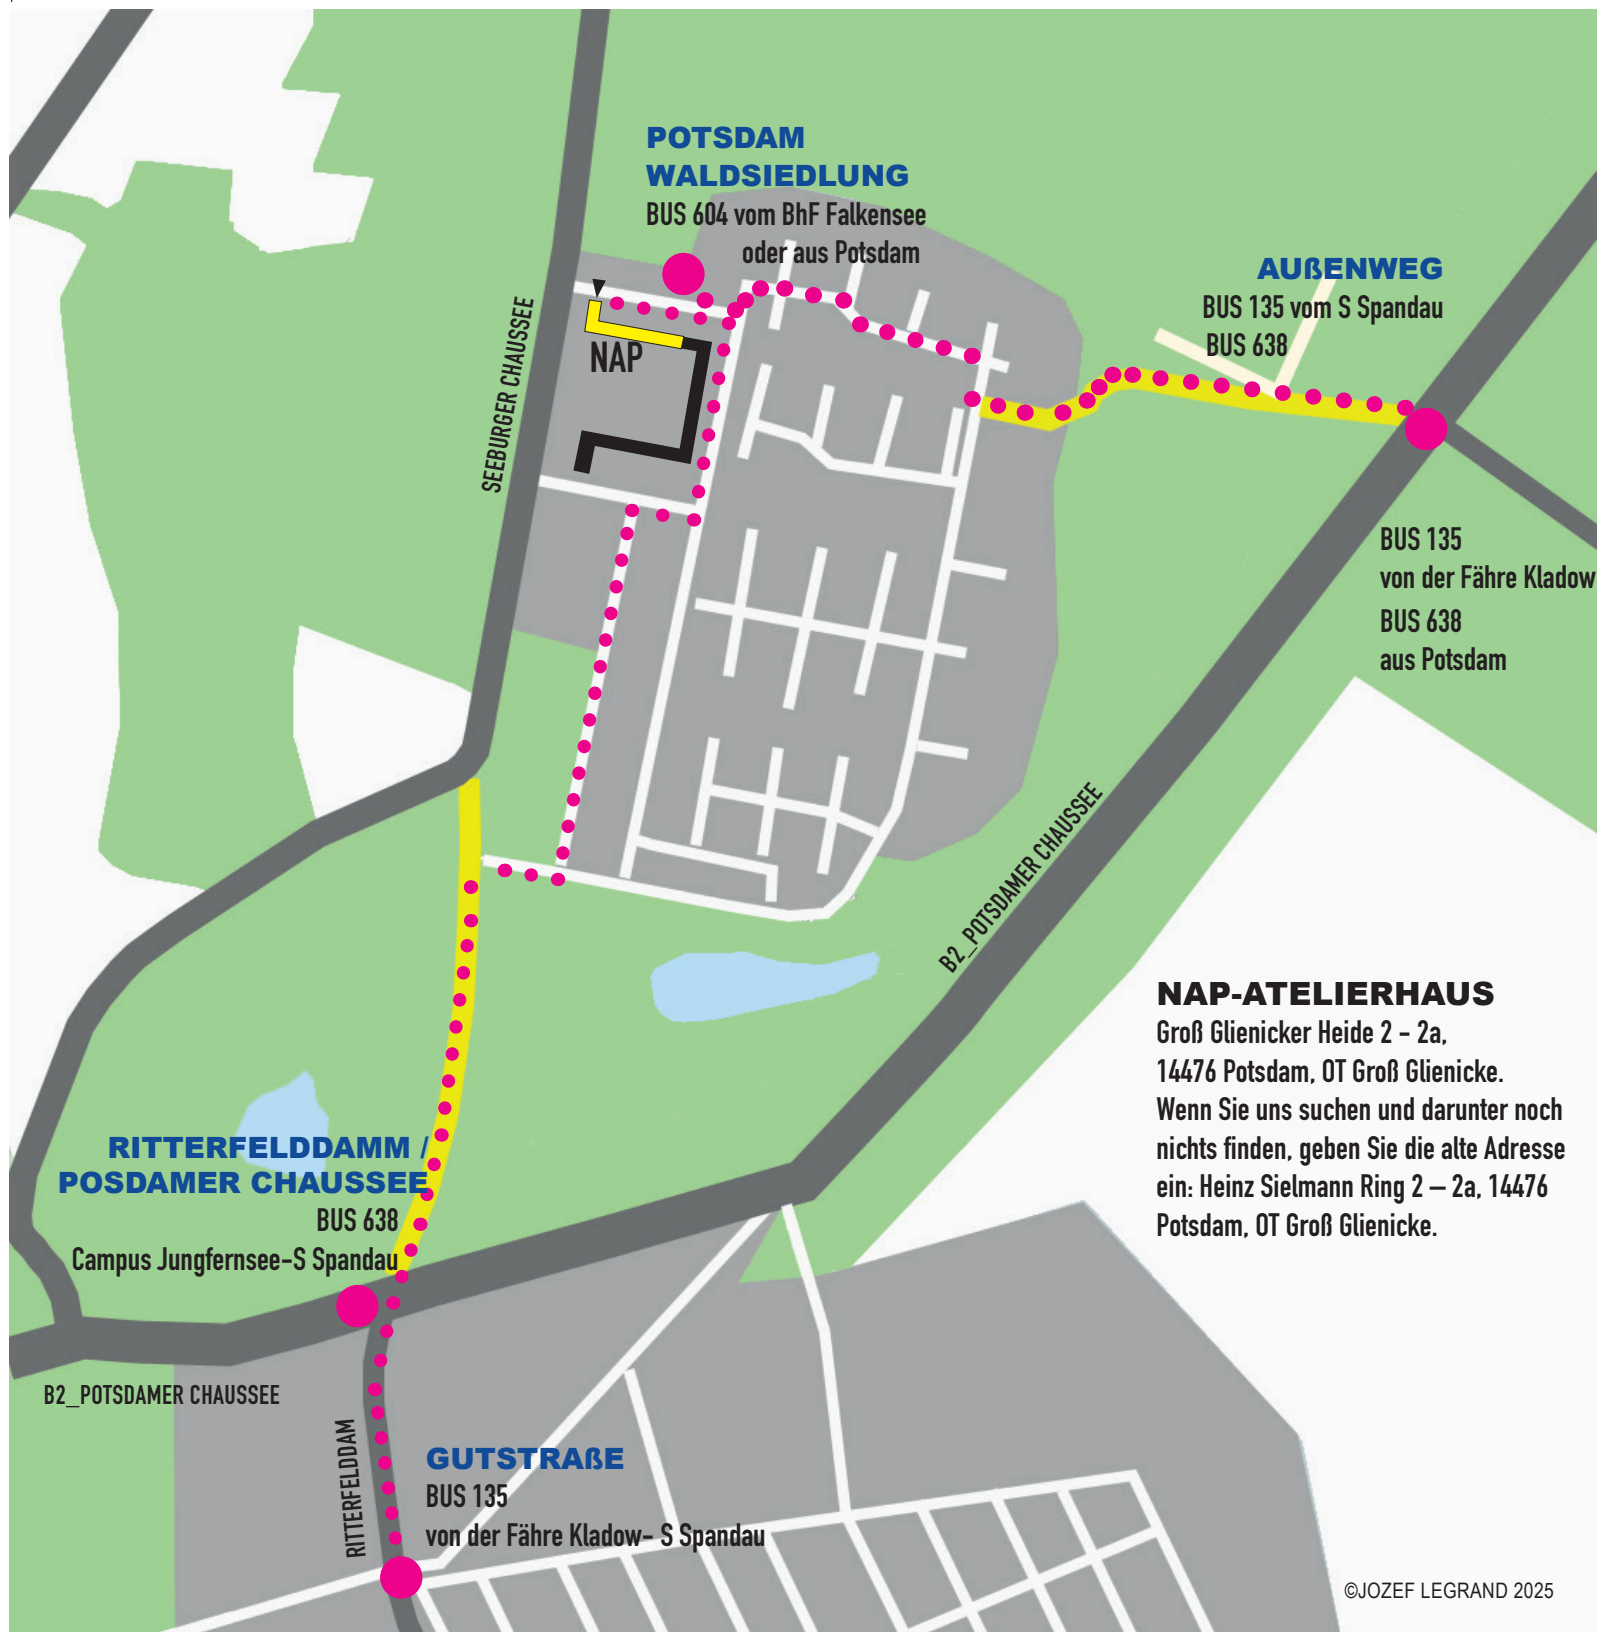 POTSDAM
WALDSIEDLUNG
BUS 604 vom BhF Falkensee
oder aus Potsdam
AUßENWEG
BUS 135 vom S Spandau
BUS 638
NAP
SEEBURGER CHAUSSEE
BUS 135
von der Fähre Kladow
BUS 638
aus Potsdam
B2_POTSDAMER CHAUSSEE
NAP-ATELIERHAUS
Groß Glienicker Heide 2 - 2a,
14476 Potsdam, OT Groß Glienicke.
Wenn Sie uns suchen und darunter noch
nichts finden, geben Sie die alte Adresse
ein: Heinz Sielmann Ring 2 – 2a, 14476
Potsdam, OT Groß Glienicke.
RITTERFELDDAMM /
POSDAMER CHAUSSEE
BUS 638
Campus Jungfernsee-S Spandau
B2_POTSDAMER CHAUSSEE
RITTERFELDDAM
GUTSTRAßE
BUS 135
von der Fähre Kladow- S Spandau
©JOZEF LEGRAND 2025